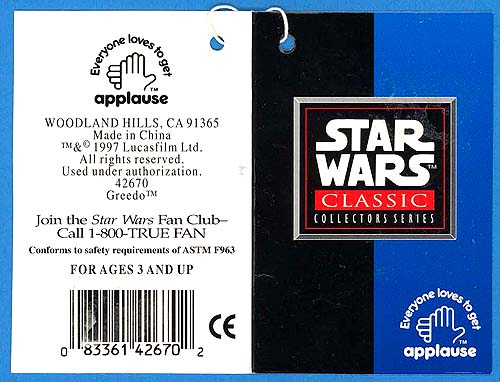 Everyone loves to get
applause™
WOODLAND HILLS, CA 91365
Made in China
™&© 1997 Lucasfilm Ltd.
All rights reserved.
Used under authorization.
42670
Greedo™
Join the Star Wars Fan Club–
Call 1-800-TRUE FAN
Conforms to safety requirements of ASTM F963
FOR AGES 3 AND UP
0 83361 42670 2
CE
STAR
WARS™
CLASSIC
COLLECTORS SERIES
Everyone loves to get
applause™